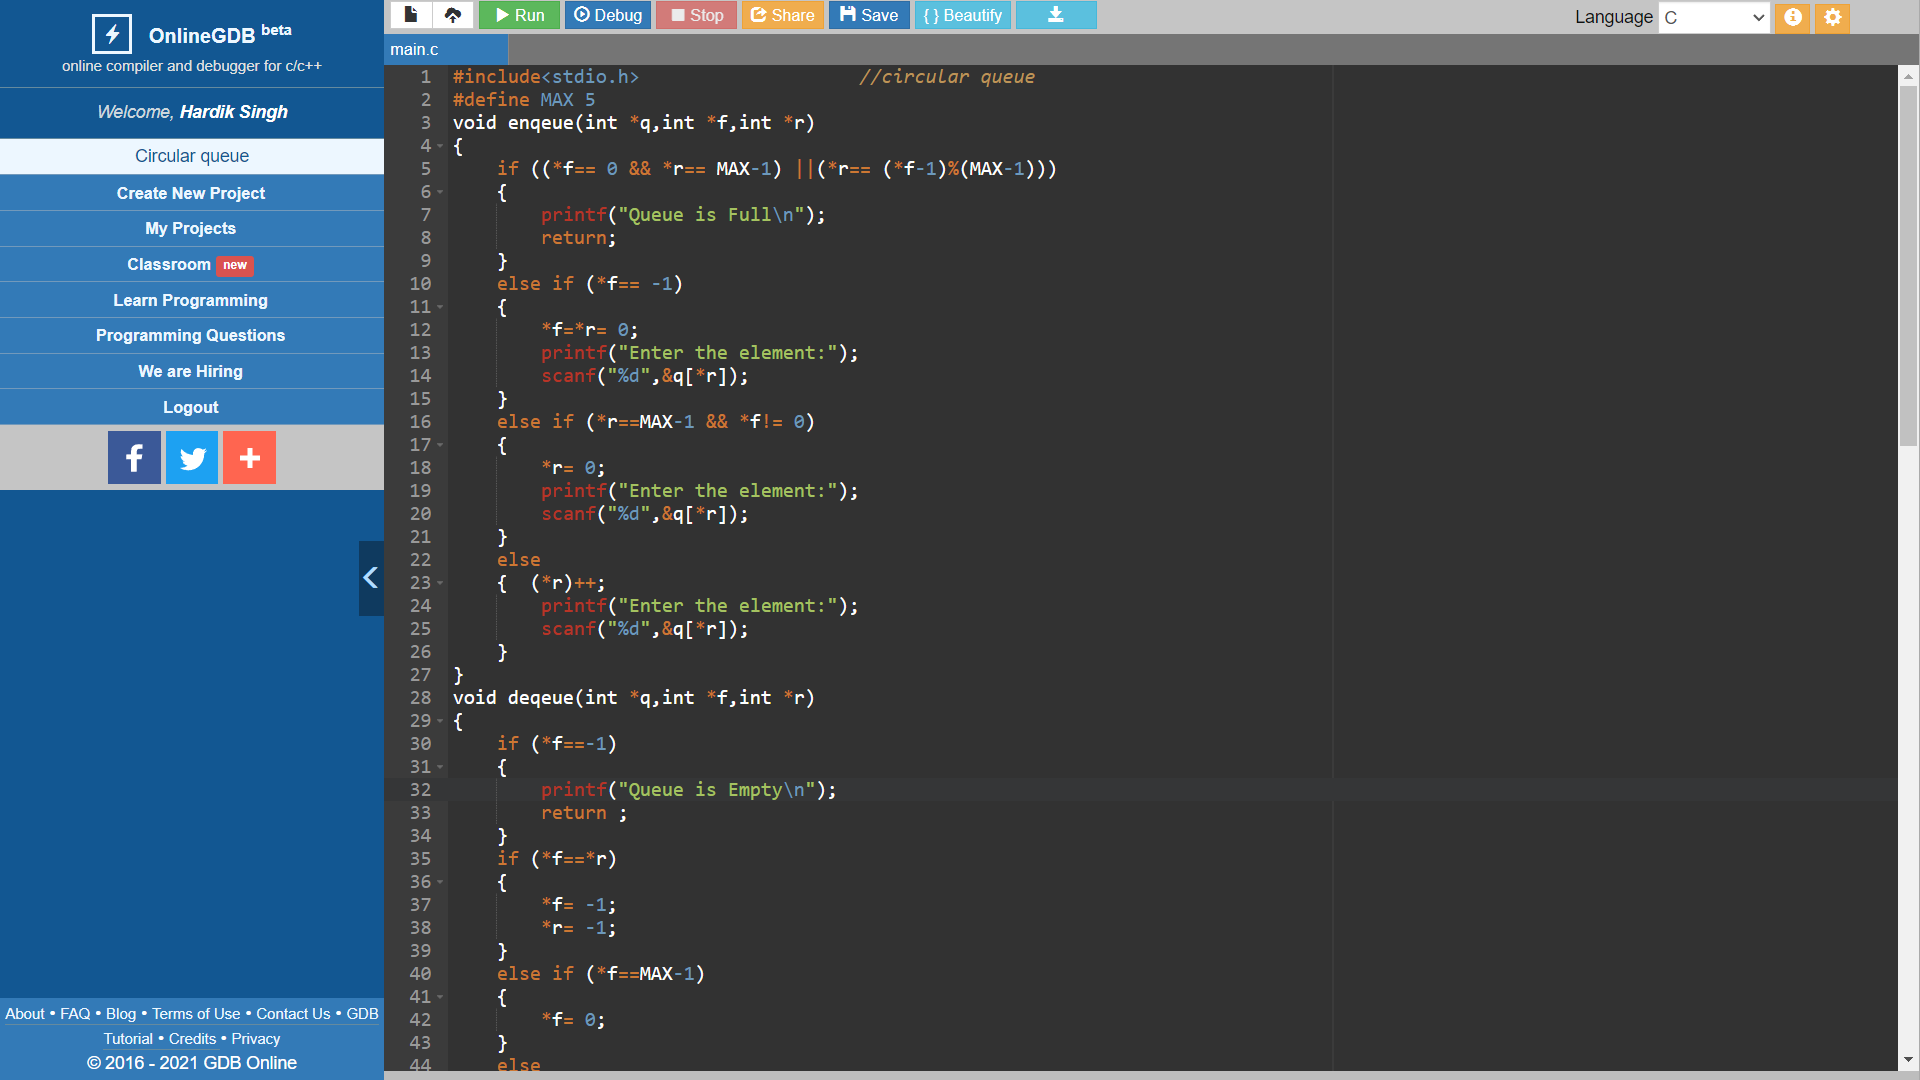 OnlineGDB beta
online compiler and debugger for c/c++
Welcome, Hardik Singh
Circular queue
Create New Project
My Projects
Classroom new
Learn Programming
Programming Questions
We are Hiring
Logout
About • FAQ • Blog • Terms of Use • Contact Us • GDB
Tutorial • Credits • Privacy
© 2016 - 2021 GDB Online
Run Debug Stop Share Save { } Beautify
Language C
main.c
1 #include<stdio.h> //circular queue
2 #define MAX 5
3 void enqeue(int *q,int *f,int *r)
4 {
5 if ((*f== 0 && *r== MAX-1) ||(*r== (*f-1)%(MAX-1)))
6 {
7 printf("Queue is Full\n");
8 return;
9 }
10 else if (*f== -1)
11 {
12 *f=*r= 0;
13 printf("Enter the element:");
14 scanf("%d",&q[*r]);
15 }
16 else if (*r==MAX-1 && *f!= 0)
17 {
18 *r= 0;
19 printf("Enter the element:");
20 scanf("%d",&q[*r]);
21 }
22 else
23 { (*r)++;
24 printf("Enter the element:");
25 scanf("%d",&q[*r]);
26 }
27 }
28 void deqeue(int *q,int *f,int *r)
29 {
30 if (*f==-1)
31 {
32 printf("Queue is Empty\n");
33 return ;
34 }
35 if (*f==*r)
36 {
37 *f= -1;
38 *r= -1;
39 }
40 else if (*f==MAX-1)
41 {
42 *f= 0;
43 }
44 else